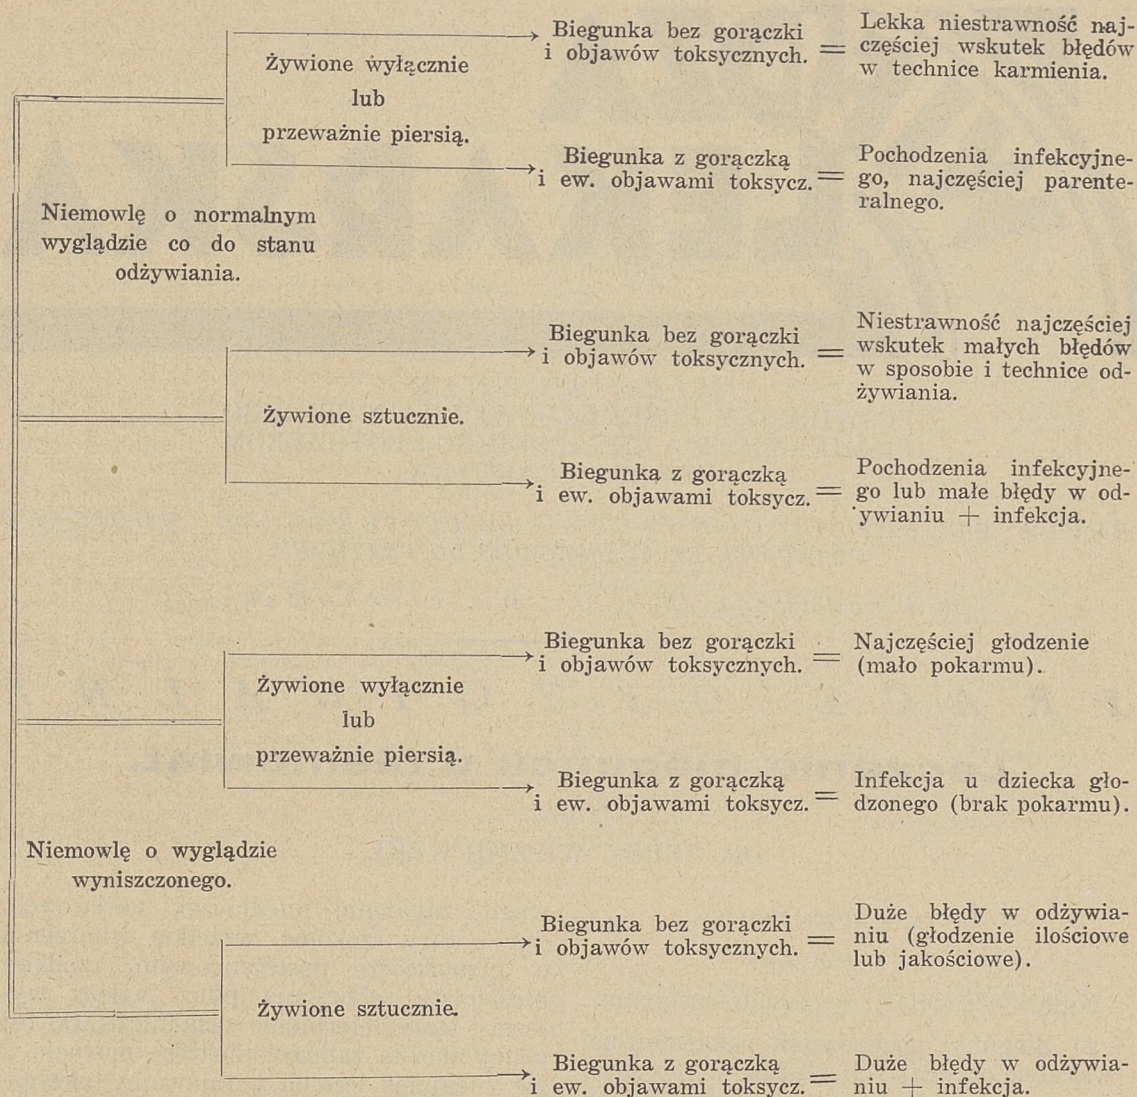 Biegunka bez gorączki
i objawów toksycznych. =
Lekka niestrawność naj-
częściej wskutek błędów
w technice karmienia.
Żywione wyłącznie
lub
przeważnie piersią.
Biegunka z gorączką
i ew. objawami toksycz. =
Pochodzenia infekcyjne-
go, najczęściej parente-
ralnego.
Niemowlę o normalnym
wyglądzie co do stanu
odżywiania.
Biegunka bez gorączki
i objawów toksycznych. =
Niestrawność najczęściej
wskutek małych błędów
w sposobie i technice od-
żywiania.
Żywione sztucznie.
Biegunka z gorączką
i ew. objawami toksycz. =
Pochodzenia infekcyjne-
go lub małe błędy w od-
ywianiu + infekcja.
Biegunka bez gorączki
i objawów toksycznych. =
Najczęściej głodzenie
(mało pokarmu).
Żywione wyłącznie
lub
przeważnie piersią.
Biegunka z gorączką
i ew. objawami toksycz. =
Infekcja u dziecka gło-
dzonego (brak pokarmu).
Niemowlę o wyglądzie
wyniszczonego.
Biegunka bez gorączki
i objawów toksycznych. =
Duże błędy w odżywia-
niu (głodzenie ilościowe
lub jakościowe).
Żywione sztucznie.
Biegunka z gorączką
i ew. objawami toksycz. =
Duże błędy w odżywia-
niu + infekcja.